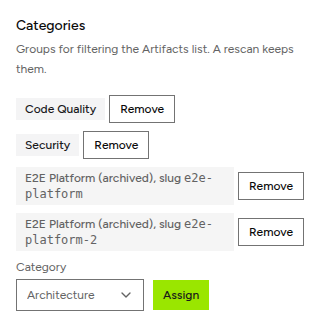 Categories
Groups for filtering the Artifacts list. A rescan keeps
them.
Code Quality Remove
Security Remove
E2E Platform (archived), slug e2e-
platform
Remove
E2E Platform (archived), slug e2e-
platform-2
Remove
Category
Architecture Assign